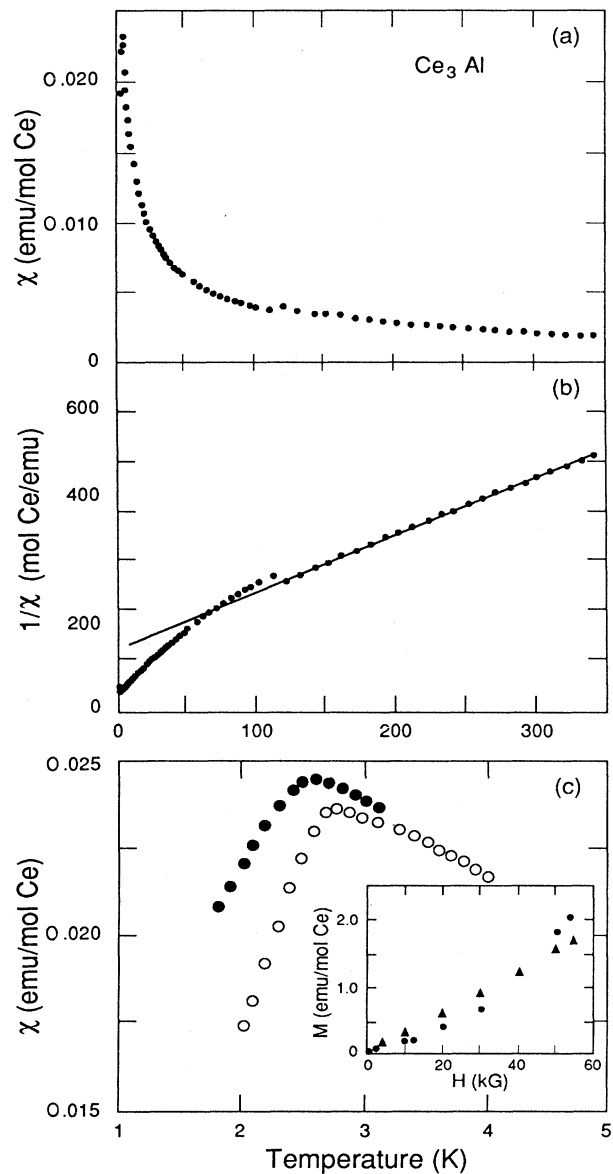 (a)
Ce3 Al
0.020
0.010
0
χ (emu/mol Ce)
(b)
600
400
200
0
1/χ (mol Ce/emu)
0 100 200 300
(c)
0.025
0.020
0.015
χ (emu/mol Ce)
2.0
1.0
0
M (emu/mol Ce)
0 20 40 60
H (kG)
1 2 3 4 5
Temperature (K)